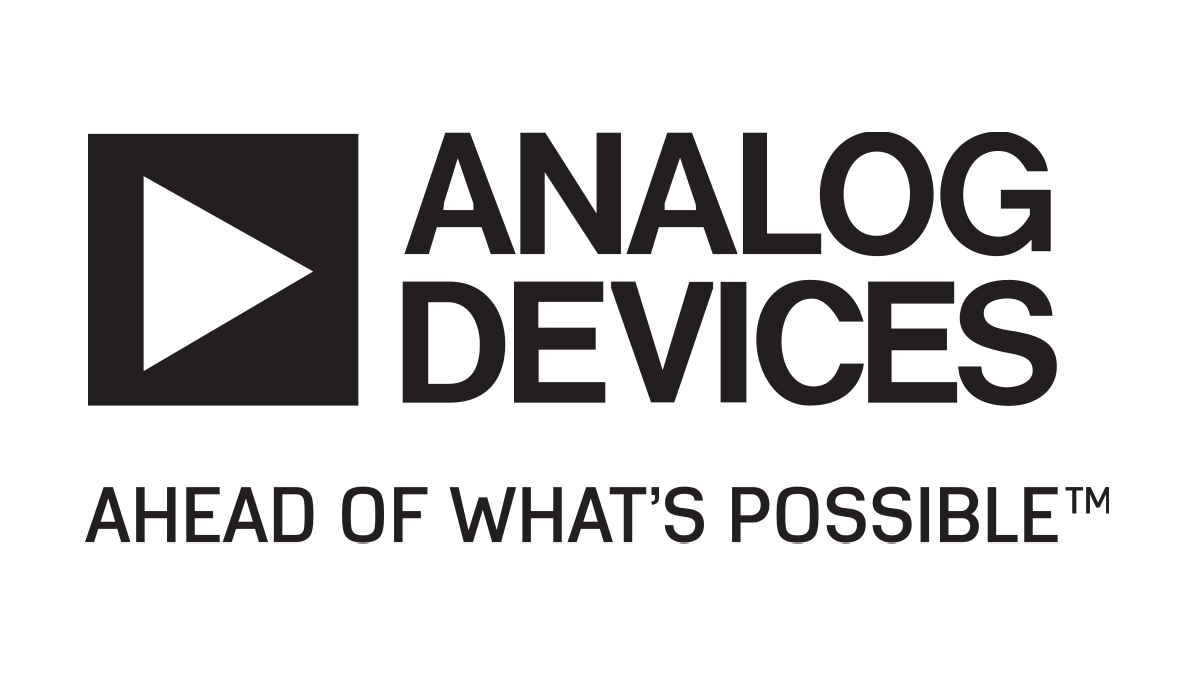 ANALOG
DEVICES
AHEAD OF WHAT’S POSSIBLE™